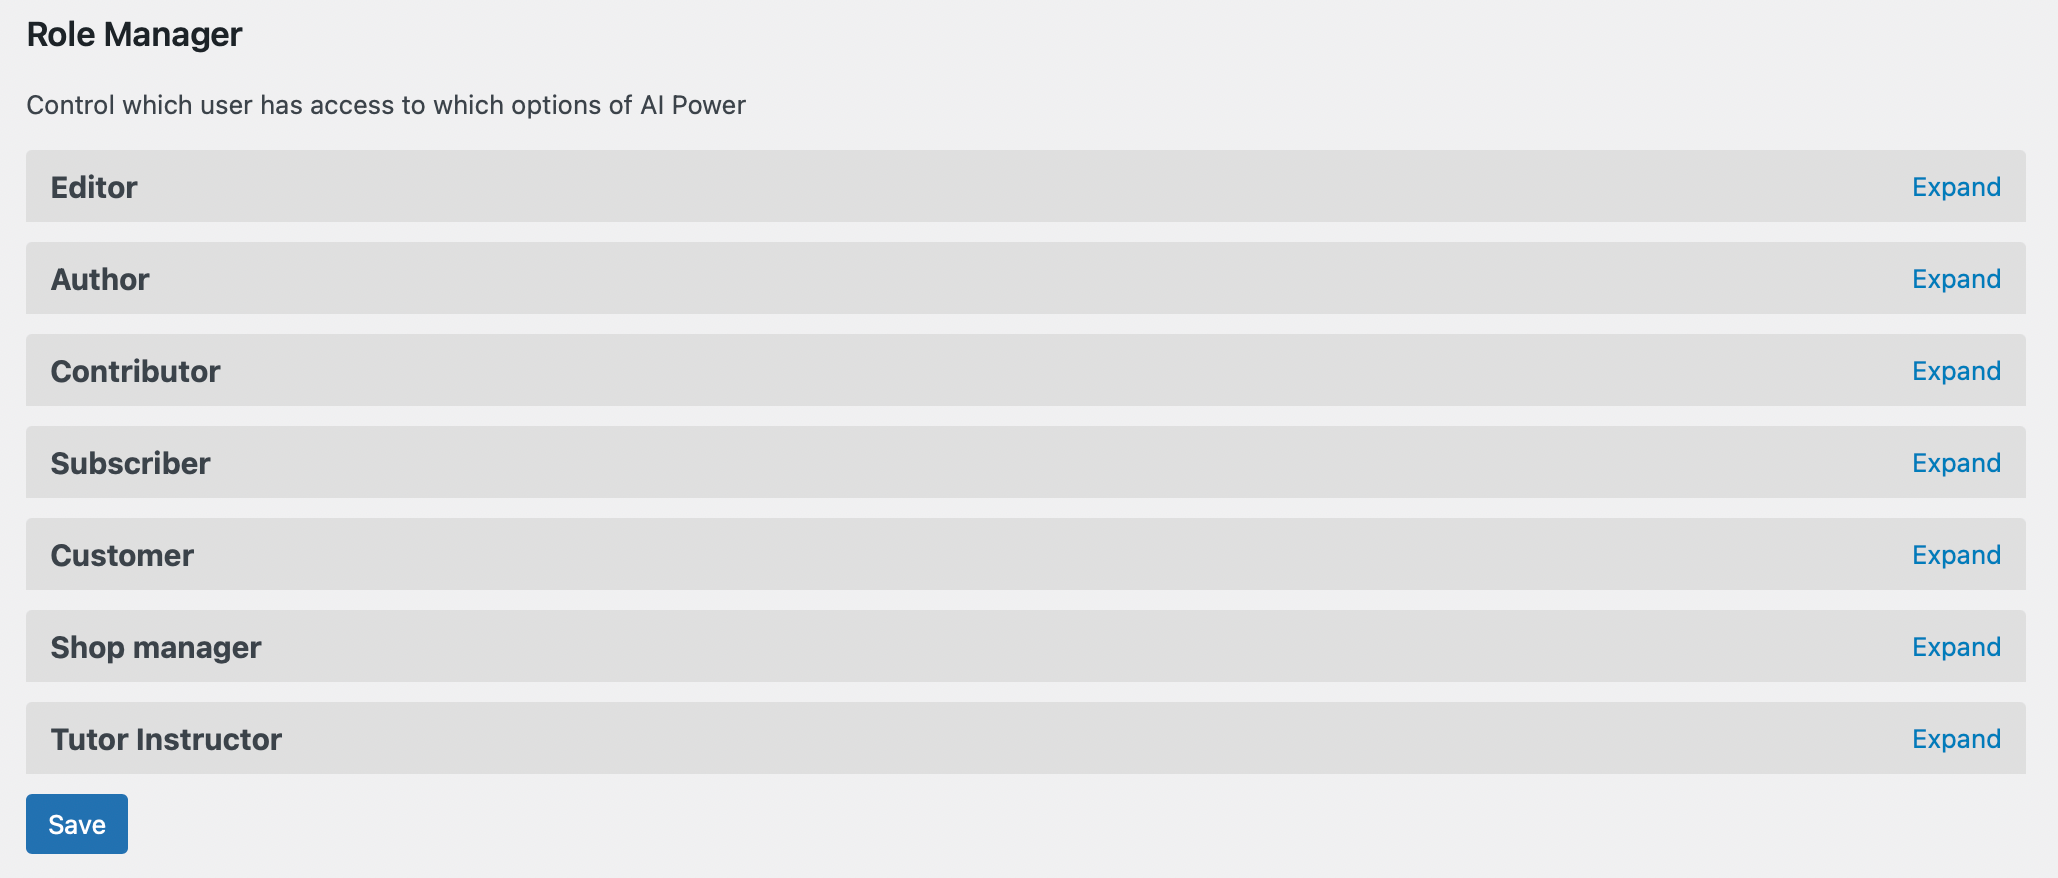 Role Manager
Control which user has access to which options of AI Power
Editor Expand
Author Expand
Contributor Expand
Subscriber Expand
Customer Expand
Shop manager Expand
Tutor Instructor Expand
Save